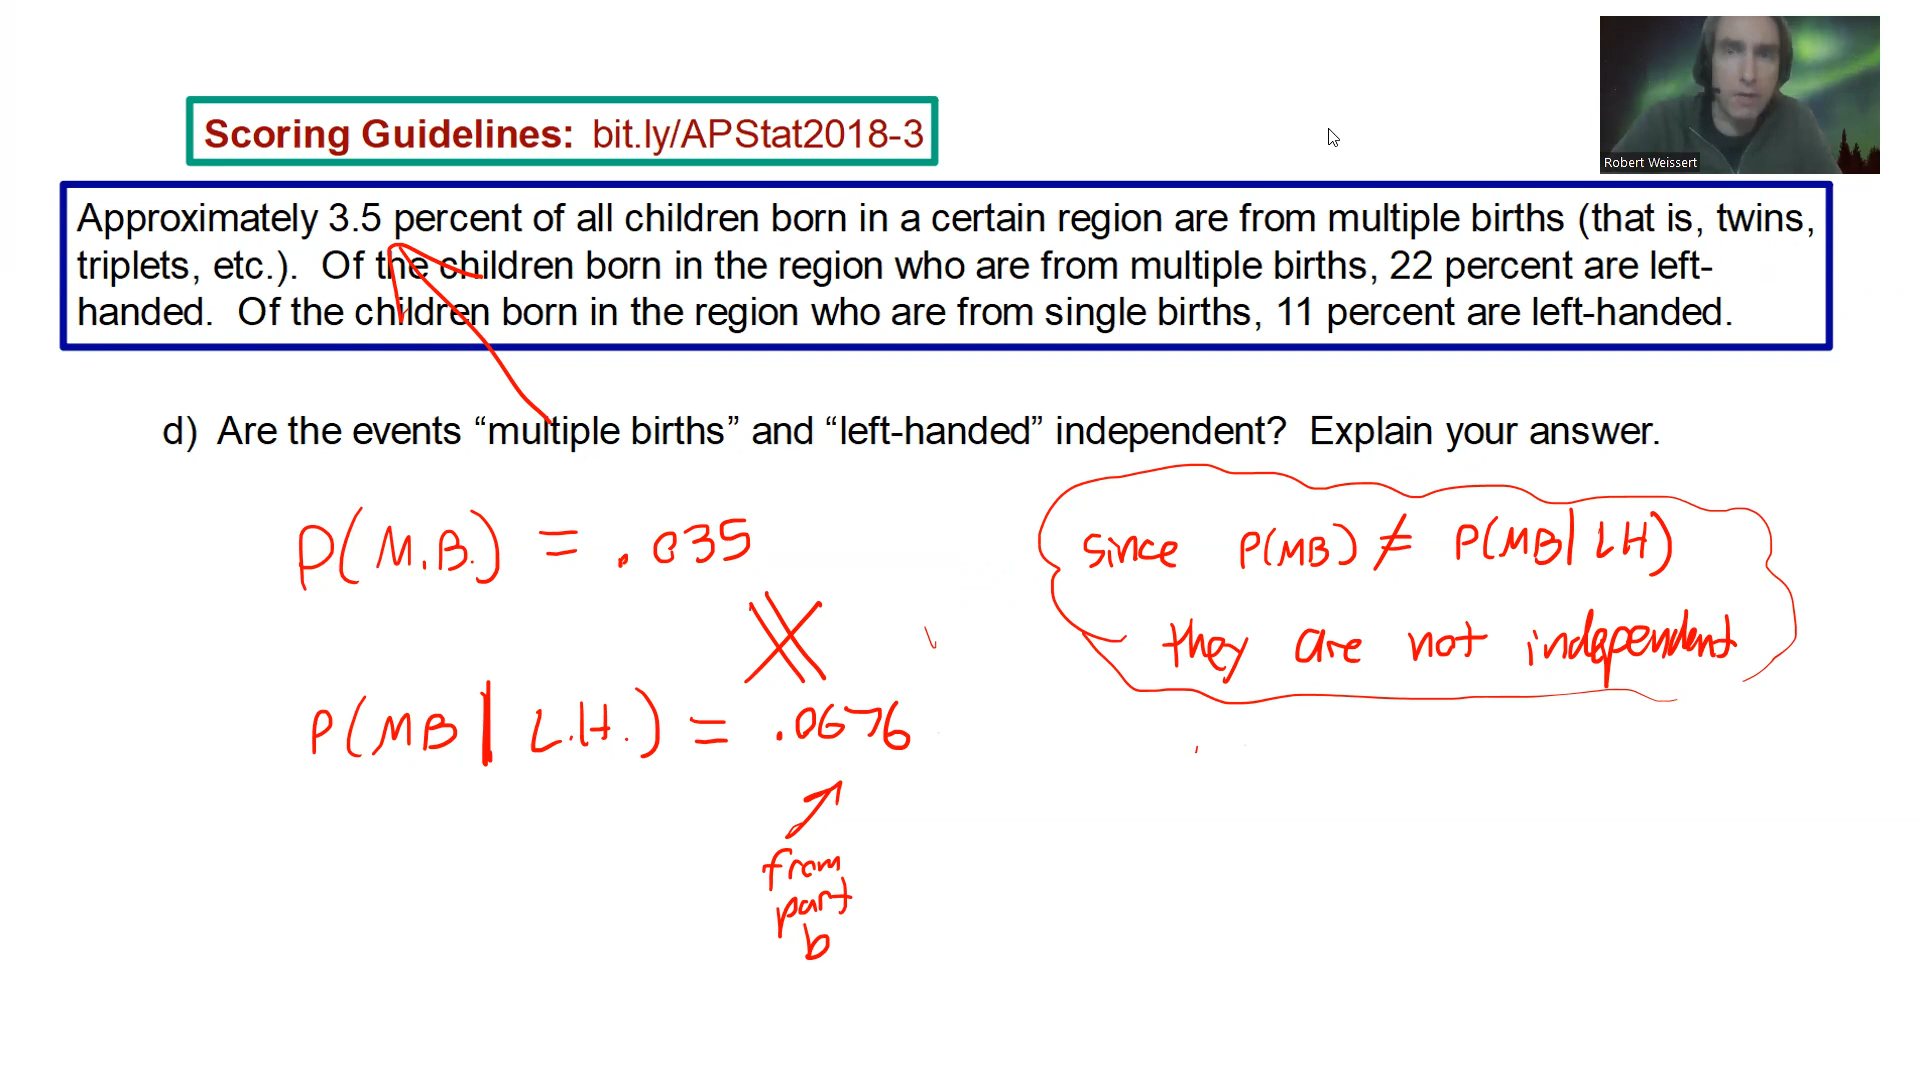 Scoring Guidelines: bit.ly/APStat2018-3
Robert Weissert
Approximately 3.5 percent of all children born in a certain region are from multiple births (that is, twins,
triplets, etc.). Of the children born in the region who are from multiple births, 22 percent are left-
handed. Of the children born in the region who are from single births, 11 percent are left-handed.
d) Are the events “multiple births” and “left-handed” independent? Explain your answer.
P(M.B.) = .035
since P(MB) ≠ P(MB|LH)
they are not independent
P(MB | L.H.) = .0676
from
part
b